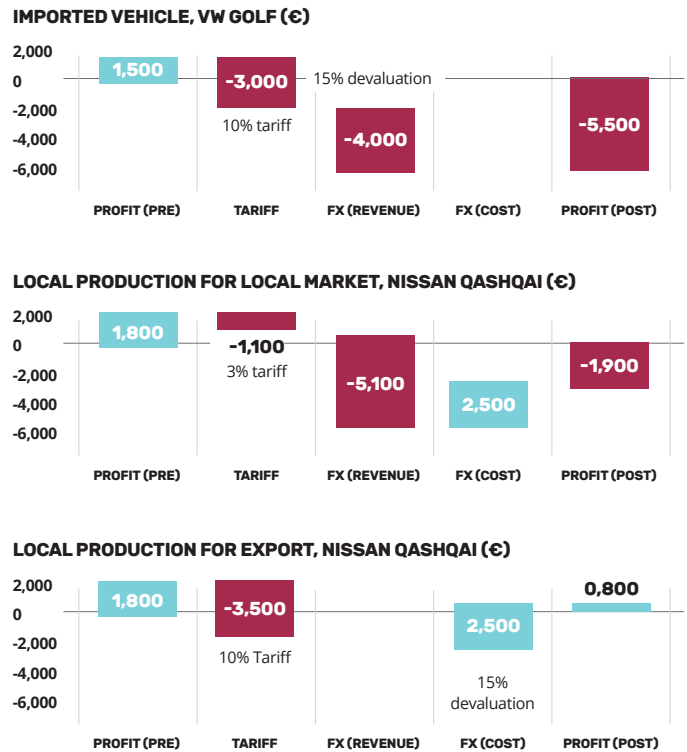 IMPORTED VEHICLE, VW GOLF (€)
2,000
0
-2,000
-4,000
-6,000
1,500
-3,000
10% tariff
15% devaluation
-4,000
-5,500
PROFIT (PRE) TARIFF FX (REVENUE) FX (COST) PROFIT (POST)
LOCAL PRODUCTION FOR LOCAL MARKET, NISSAN QASHQAI (€)
2,000
0
-2,000
-4,000
-6,000
1,800
-1,100
3% tariff
-5,100
2,500
-1,900
PROFIT (PRE) TARIFF FX (REVENUE) FX (COST) PROFIT (POST)
LOCAL PRODUCTION FOR EXPORT, NISSAN QASHQAI (€)
2,000
0
-2,000
-4,000
-6,000
1,800
-3,500
10% Tariff
2,500
15%
devaluation
0,800
PROFIT (PRE) TARIFF FX (REVENUE) FX (COST) PROFIT (POST)